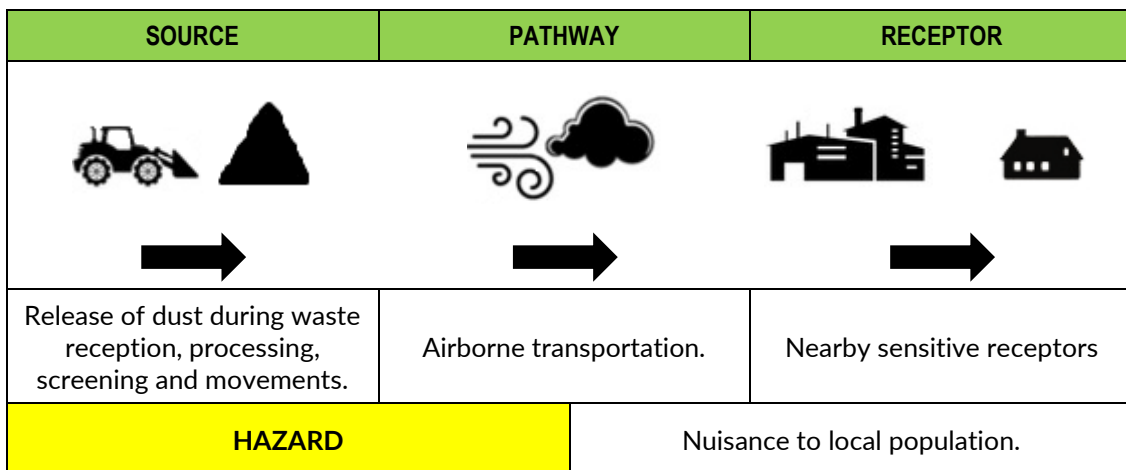 SOURCE
PATHWAY
RECEPTOR
Release of dust during waste
reception, processing,
screening and movements.
Airborne transportation.
Nearby sensitive receptors
HAZARD
Nuisance to local population.